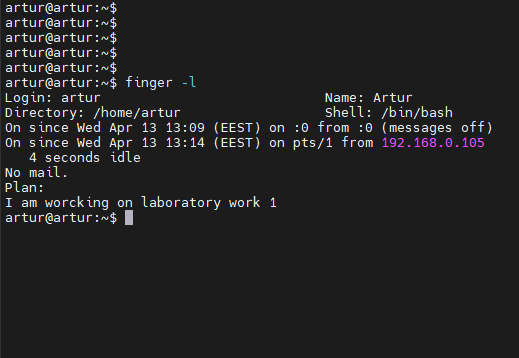 artur@artur:~$
artur@artur:~$
artur@artur:~$
artur@artur:~$
artur@artur:~$
artur@artur:~$ finger -l
Login: artur                            Name: Artur
Directory: /home/artur                  Shell: /bin/bash
On since Wed Apr 13 13:09 (EEST) on :0 from :0 (messages off)
On since Wed Apr 13 13:14 (EEST) on pts/1 from 192.168.0.105
   4 seconds idle
No mail.
Plan:
I am worcking on laboratory work 1
artur@artur:~$